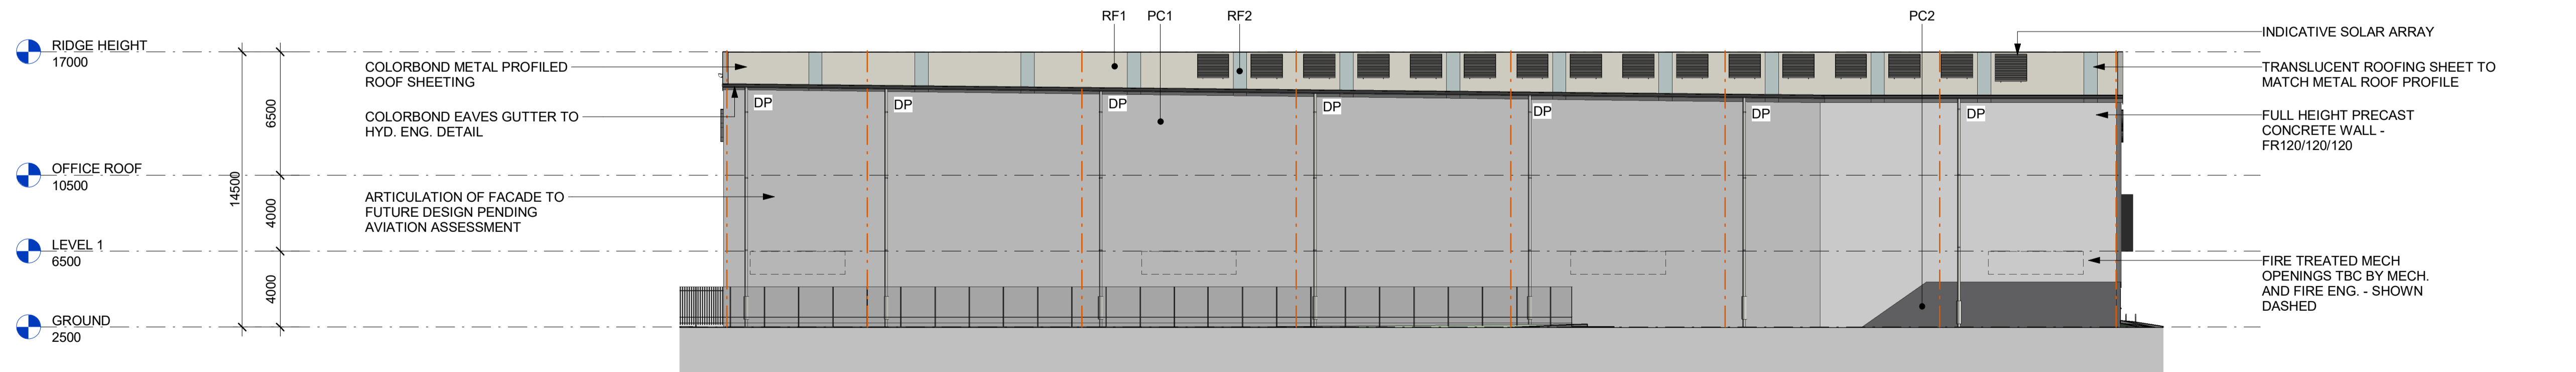 RF1 PC1 RF2 PC2
RIDGE HEIGHT
17000
OFFICE ROOF
10500
LEVEL 1
6500
GROUND
2500
14500
6500
4000
4000
COLORBOND METAL PROFILED
ROOF SHEETING
COLORBOND EAVES GUTTER TO
HYD. ENG. DETAIL
ARTICULATION OF FACADE TO
FUTURE DESIGN PENDING
AVIATION ASSESSMENT
DP DP DP DP DP DP DP
INDICATIVE SOLAR ARRAY
TRANSLUCENT ROOFING SHEET TO
MATCH METAL ROOF PROFILE
FULL HEIGHT PRECAST
CONCRETE WALL -
FR120/120/120
FIRE TREATED MECH
OPENINGS TBC BY MECH.
AND FIRE ENG. - SHOWN
DASHED